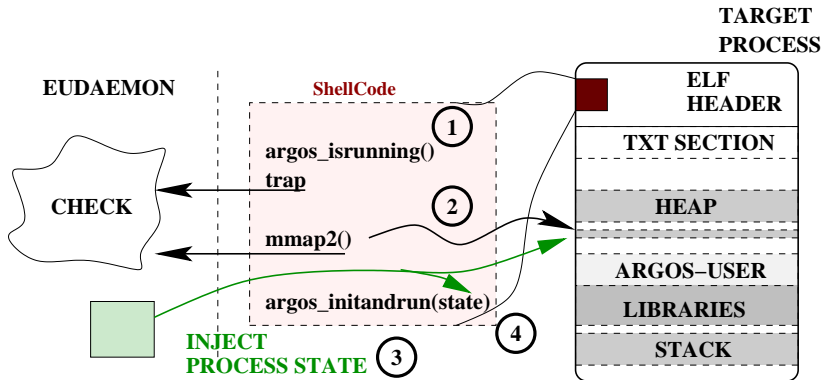 TARGET
PROCESS
EUDAEMON
ShellCode
ELF
HEADER
1
TXT SECTION
argos_isrunning()
trap
CHECK
2
HEAP
mmap2()
ARGOS–USER
argos_initandrun(state)
LIBRARIES
INJECT
PROCESS STATE
3
4
STACK